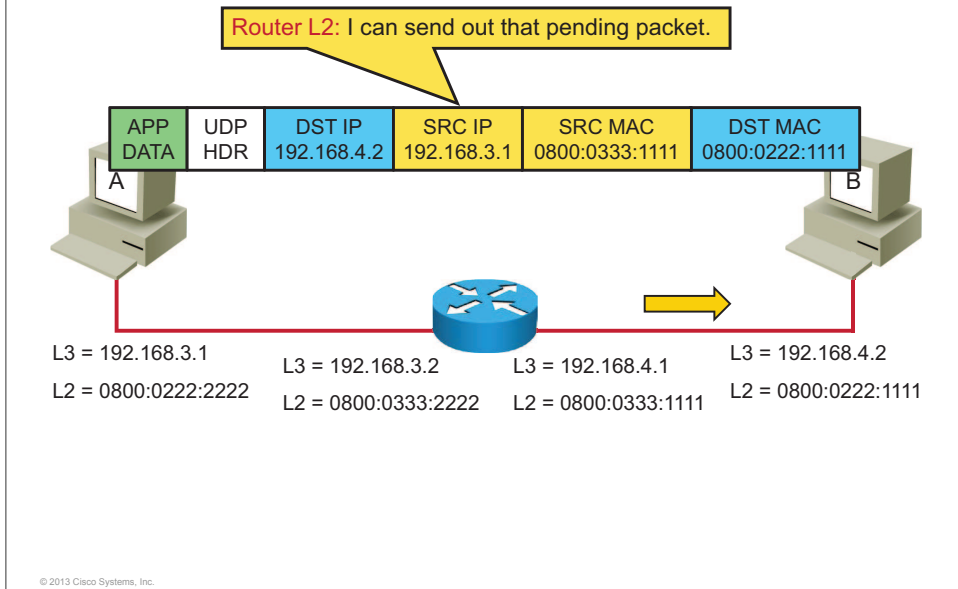 Router L2: I can send out that pending packet.
APP DATA
UDP HDR
DST IP 192.168.4.2
SRC IP 192.168.3.1
SRC MAC 0800:0333:1111
DST MAC 0800:0222:1111
A
B
L3 = 192.168.3.1
L2 = 0800:0222:2222
L3 = 192.168.3.2
L2 = 0800:0333:2222
L3 = 192.168.4.1
L2 = 0800:0333:1111
L3 = 192.168.4.2
L2 = 0800:0222:1111
© 2013 Cisco Systems, Inc.